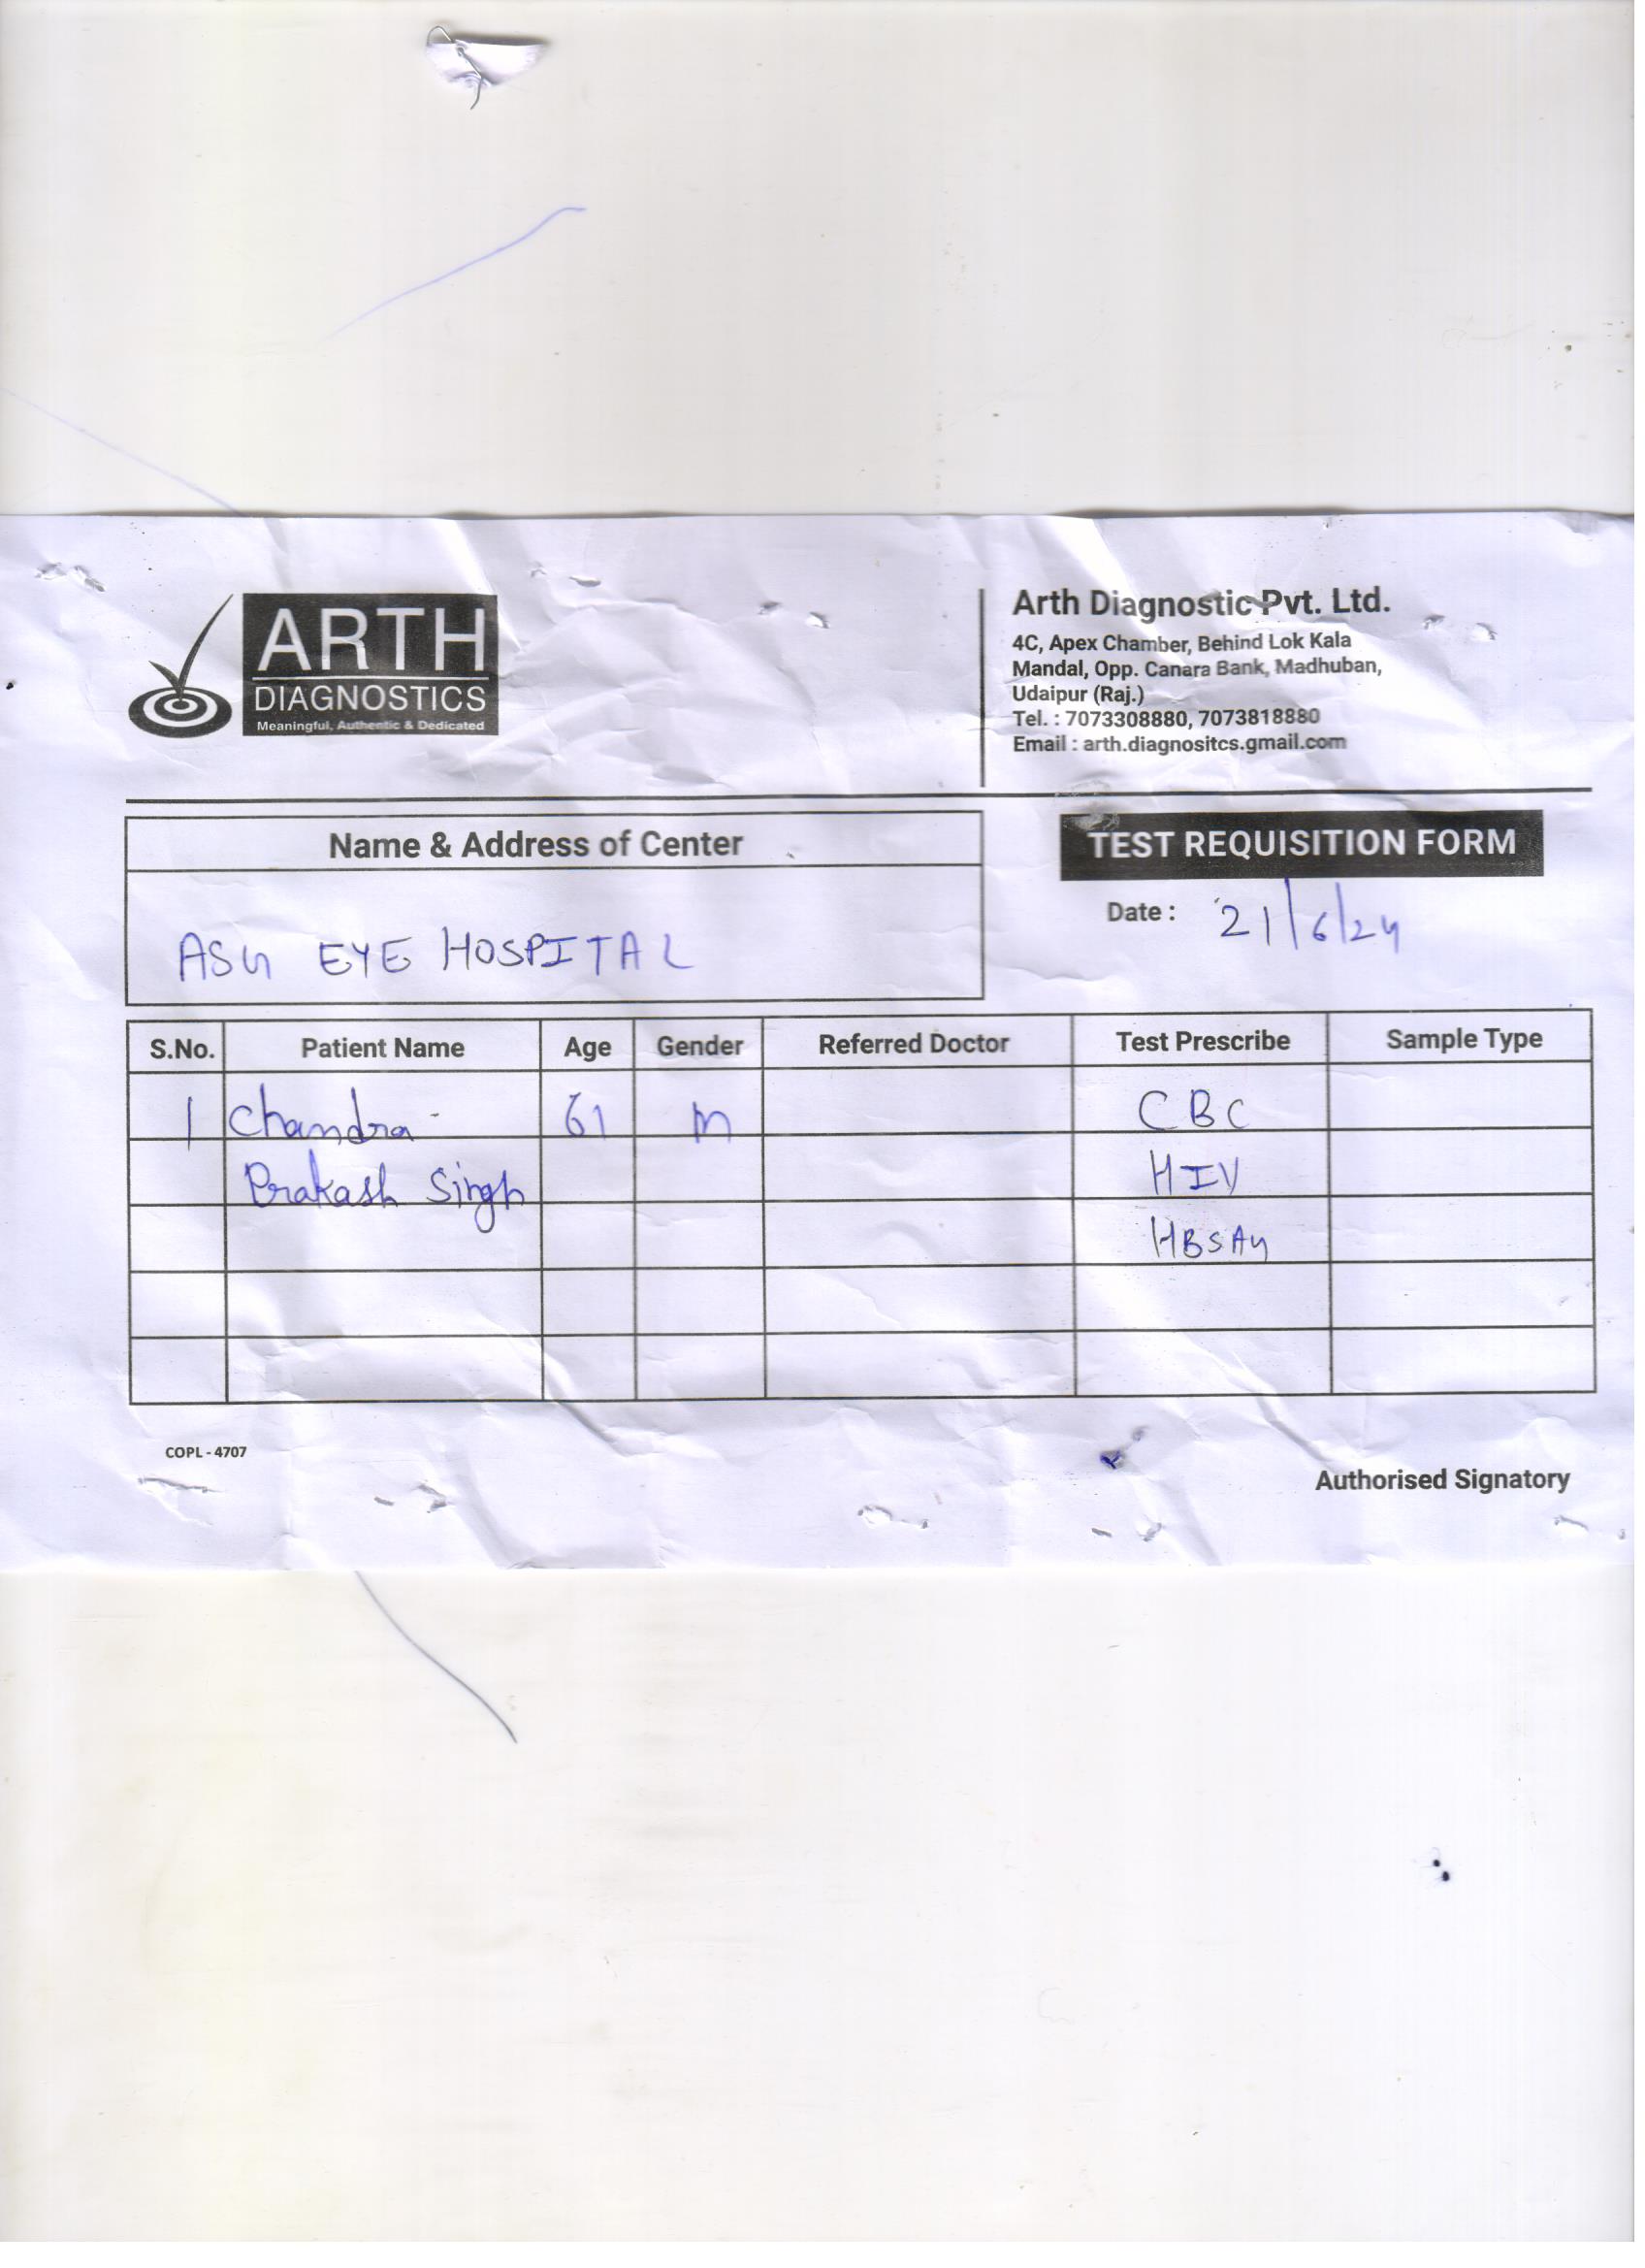 ARTH
DIAGNOSTICS
Meaningful, Authentic & Dedicated
Arth Diagnostic Pvt. Ltd.
4C, Apex Chamber, Behind Lok Kala
Mandal, Opp. Canara Bank, Madhuban,
Udaipur (Raj.)
Tel. : 7073308880, 7073818880
Email : arth.diagnositcs.gmail.com
Name & Address of Center
TEST REQUISITION FORM
Date : 21/6/24
ASG EYE HOSPITAL
S.No. Patient Name Age Gender Referred Doctor Test Prescribe Sample Type
1 Chandra 61 M CBC
Prakash Singh HIV
HBSAg
COPL - 4707
Authorised Signatory